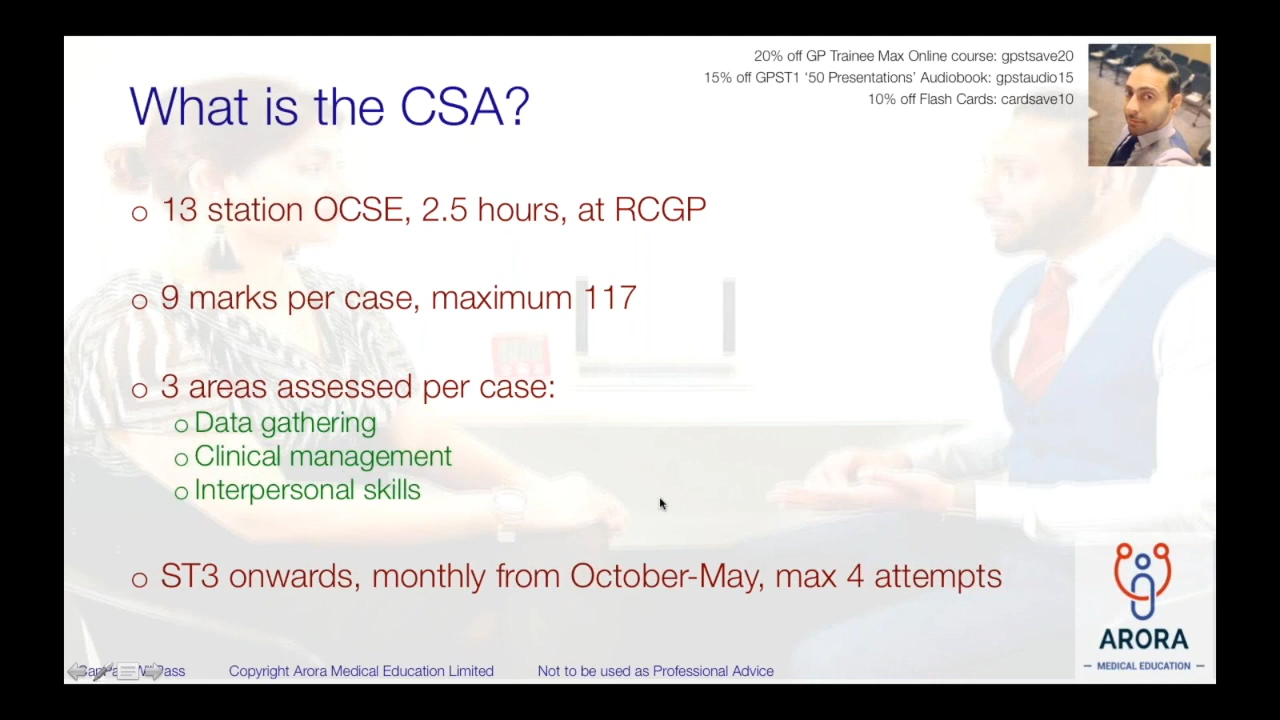 20% off GP Trainee Max Online course: gpstsave20
15% off GPST1 ‘50 Presentations’ Audiobook: gpstaudio15
10% off Flash Cards: cardsave10
What is the CSA?
13 station OCSE, 2.5 hours, at RCGP
9 marks per case, maximum 117
3 areas assessed per case:
Data gathering
Clinical management
Interpersonal skills
ST3 onwards, monthly from October-May, max 4 attempts
ARORA
MEDICAL EDUCATION
Copyright Arora Medical Education Limited
Not to be used as Professional Advice